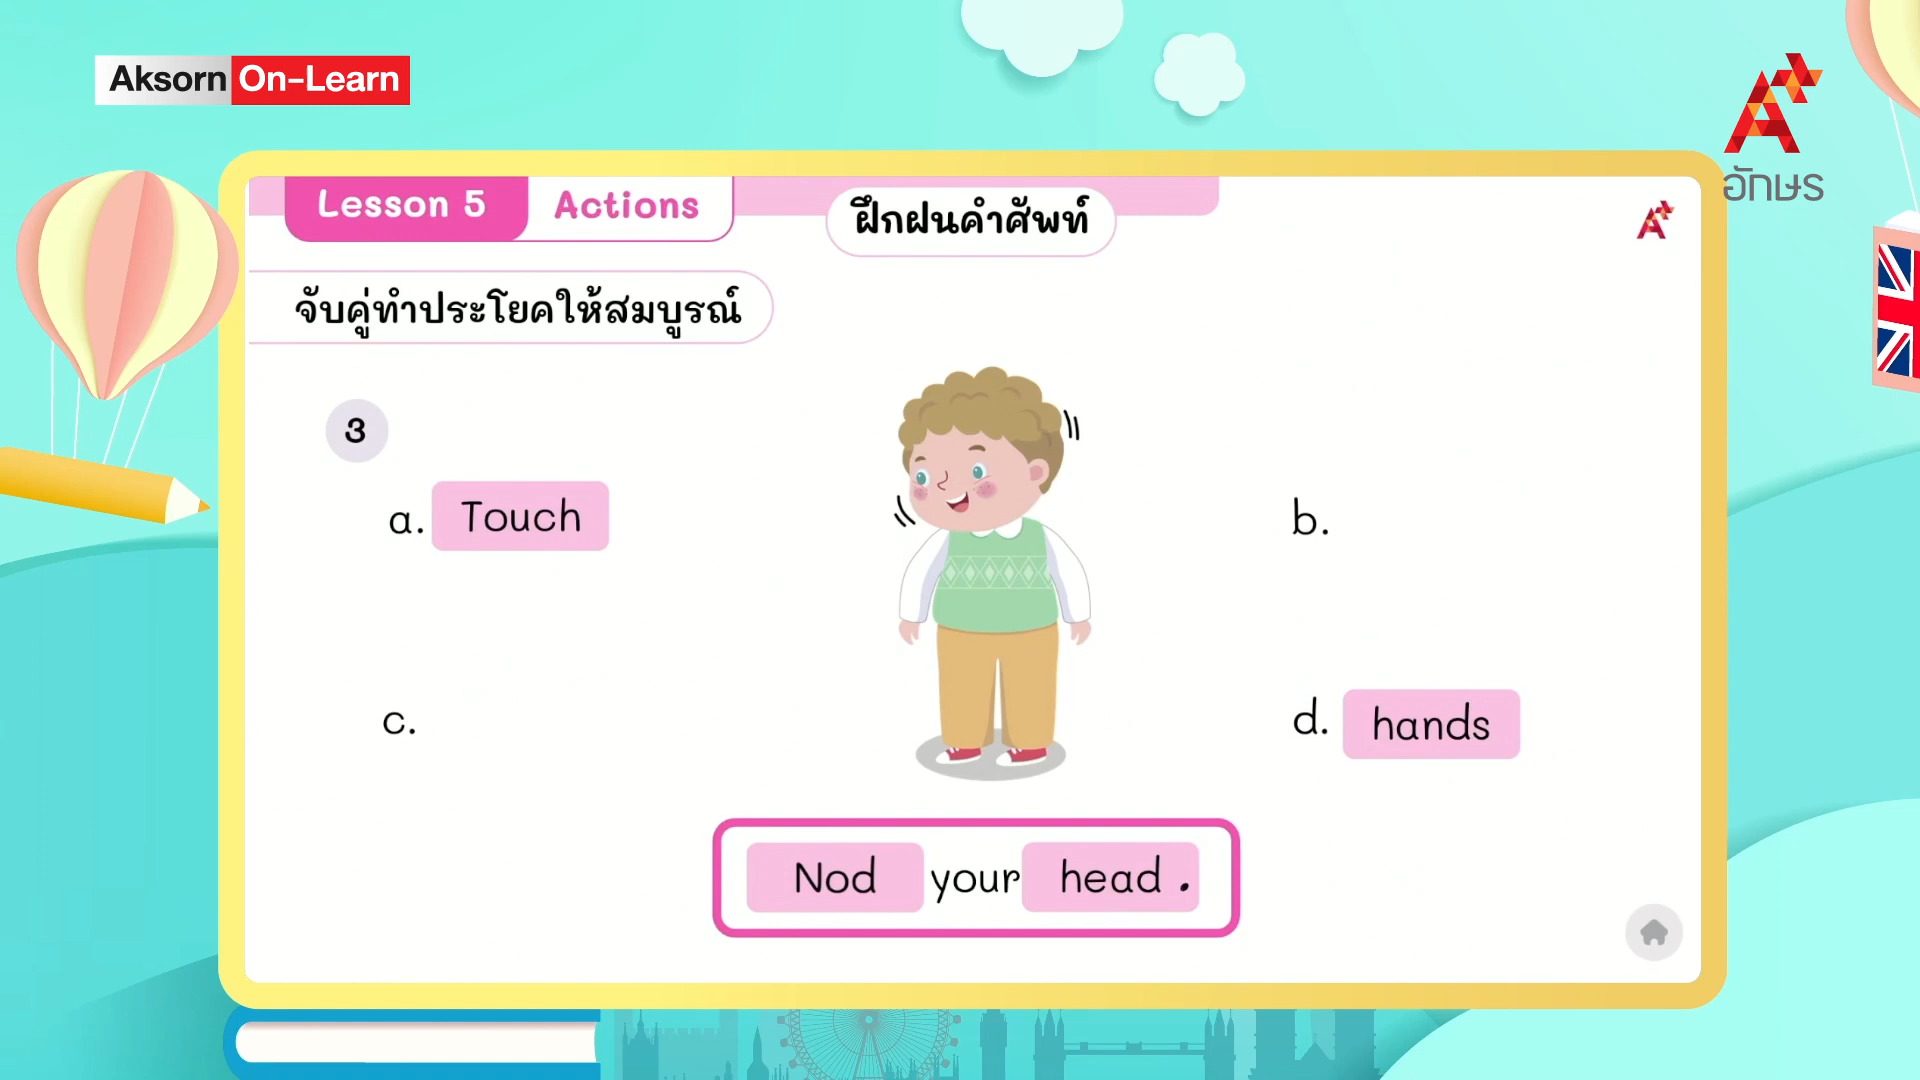 Aksorn On-Learn
อักษร
Lesson 5 Actions
ฝึกฝนคำศัพท์
จับคู่ทำประโยคให้สมบูรณ์
3
a. Touch
b.
c.
d. hands
Nod your head .